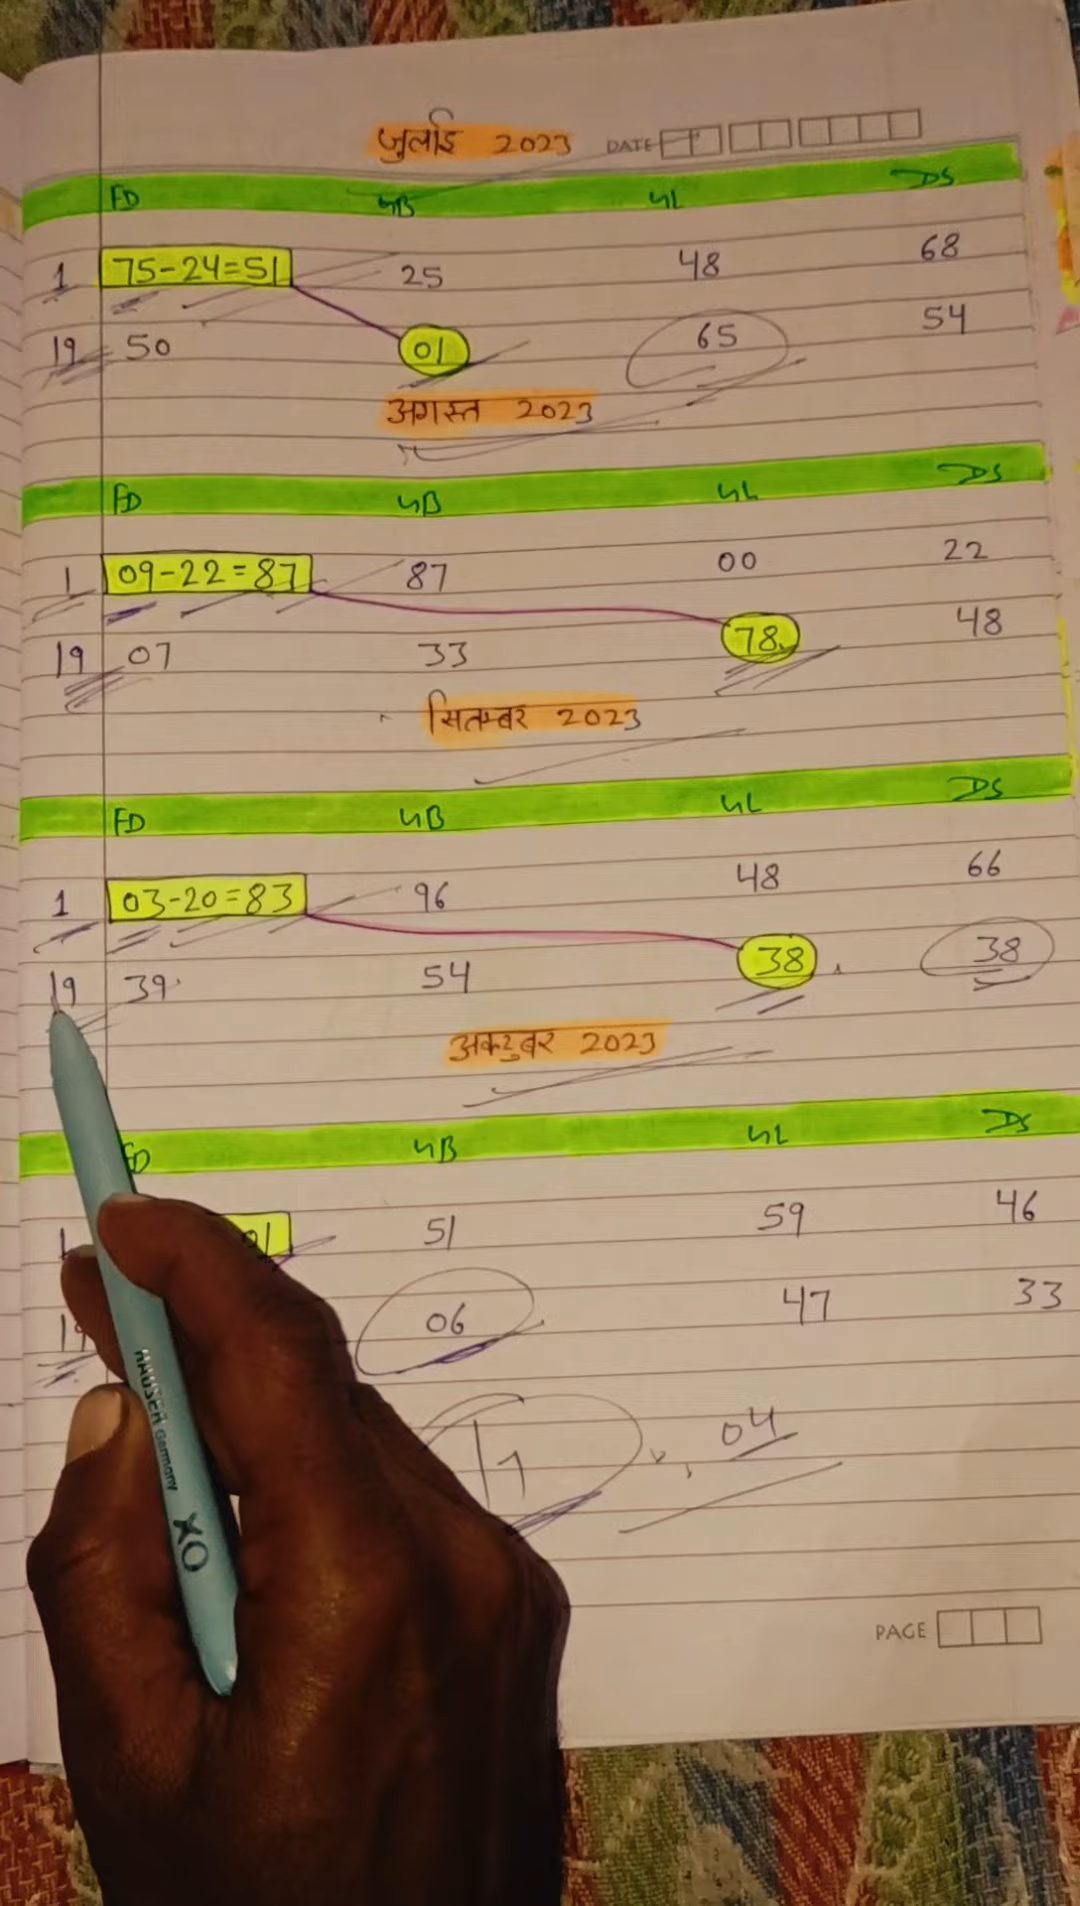 जुलाई 2023 DATE
FD GB GL DS
1 75-24=51 25 48 68
19 50 01 65 54
अगस्त 2023
FD GB GL DS
1 09-22=87 87 00 22
19 07 33 78 48
सितम्बर 2023
FD GB GL DS
1 03-20=83 96 48 66
19 39 54 38 38
अक्टुबर 2023
FD GB GL DS
1 51 59 46
19 06 47 33
04
PAGE
HAUSER Germany XO